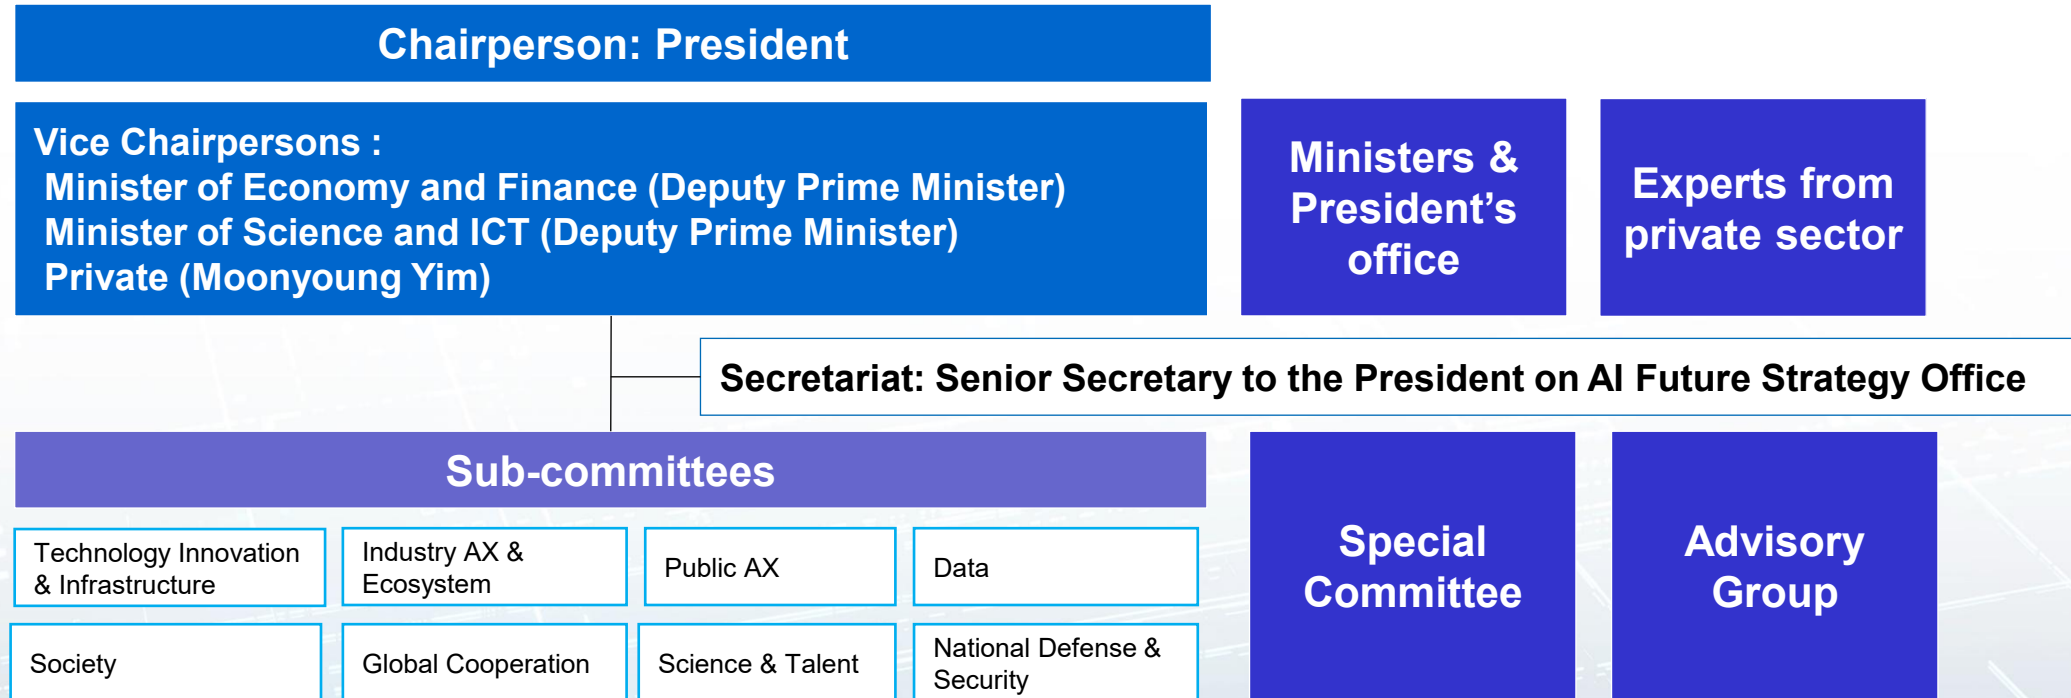 Chairperson: President
Vice Chairpersons :
Minister of Economy and Finance (Deputy Prime Minister)
Minister of Science and ICT (Deputy Prime Minister)
Private (Moonyoung Yim)
Ministers &
President’s
office
Experts from
private sector
Secretariat: Senior Secretary to the President on AI Future Strategy Office
Sub-committees
Technology Innovation
& Infrastructure
Industry AX &
Ecosystem
Public AX
Data
Society
Global Cooperation
Science & Talent
National Defense &
Security
Special
Committee
Advisory
Group